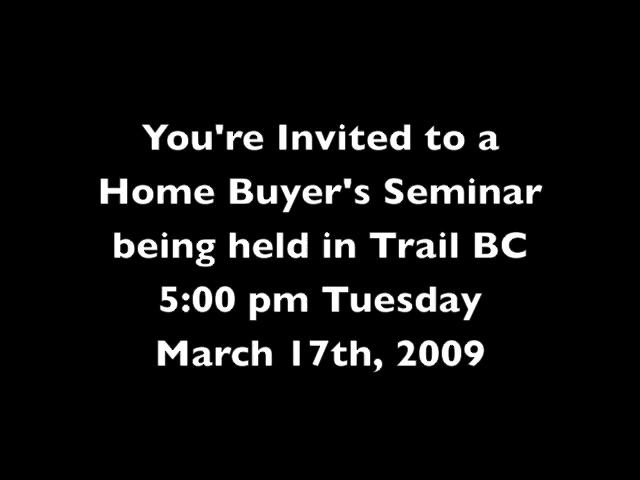 You're Invited to a
Home Buyer's Seminar
being held in Trail BC
5:00 pm Tuesday
March 17th, 2009